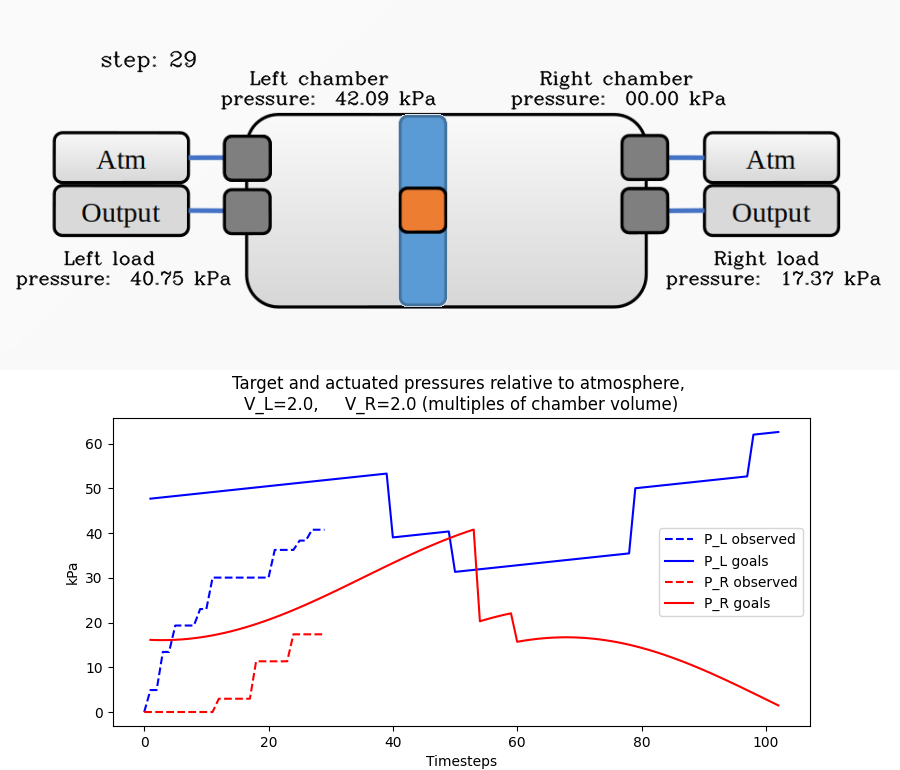 step: 29
Left chamber
pressure: 42.09 kPa
Right chamber
pressure: 00.00 kPa
Atm
Output
Atm
Output
Left load
pressure: 40.75 kPa
Right load
pressure: 17.37 kPa
Target and actuated pressures relative to atmosphere,
V_L=2.0, V_R=2.0 (multiples of chamber volume)
60
50
40
30
20
10
0
kPa
P_L observed
P_L goals
P_R observed
P_R goals
0 20 40 60 80 100
Timesteps